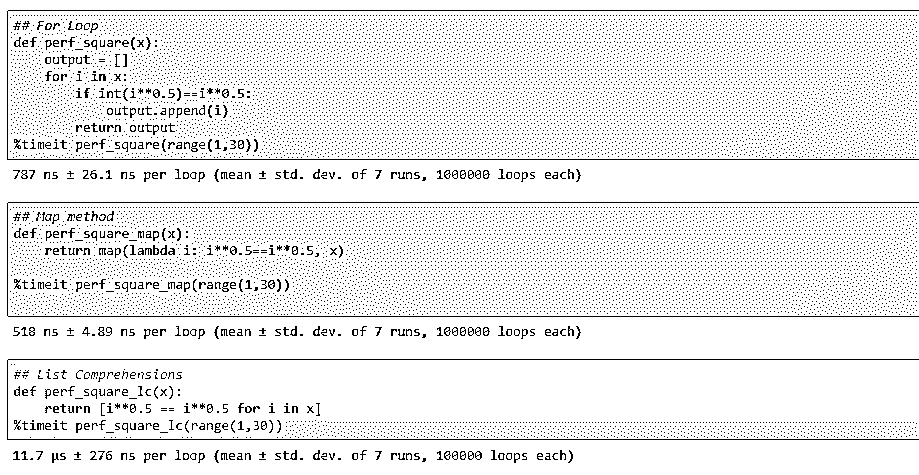 ## For Loop
def perf_square(x):
    output = []
    for i in x:
        if int(i**0.5)==i**0.5:
            output.append(i)
        return output
%timeit perf_square(range(1,30))
787 ns ± 26.1 ns per loop (mean ± std. dev. of 7 runs, 1000000 loops each)
## Map method
def perf_square_map(x):
    return map(lambda i: i**0.5==i**0.5, x)
%timeit perf_square_map(range(1,30))
518 ns ± 4.89 ns per loop (mean ± std. dev. of 7 runs, 1000000 loops each)
## List Comprehensions
def perf_square_lc(x):
    return [i**0.5 == i**0.5 for i in x]
%timeit perf_square_lc(range(1,30))
11.7 µs ± 276 ns per loop (mean ± std. dev. of 7 runs, 100000 loops each)